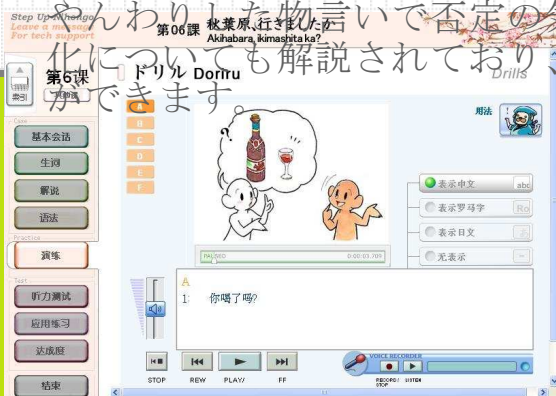 やんわりした物言いで否定の
化についても解説されており
ができます
Step Up Nihongo
Leave a message
For tech support
第06課 秋葉原、行きましたか
Akihabara, ikimashita ka?
第6课
ドリル Doriru
Drills
索引
用法
A
B
C
D
E
F
?
基本会话
生词
解说
语法
Practice
演练
Test
听力测试
应用练习
达成度
结束
表示中文
abc
表示罗马字
Ro
表示日文
あ
无表示
PAUSED
0:00:03.709
A
1: 你喝了吗?
VOICE RECORDER
STOP
REW
PLAY/
FF
RECORD/
STOP
LISTEN